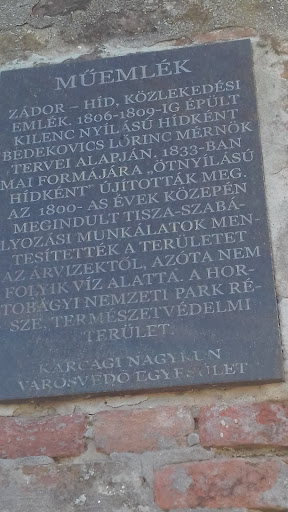 MŰEMLÉK
ZÁDOR – HÍD, KÖZLEKEDÉSI
EMLÉK. 1806-1809-IG ÉPÜLT
KILENC NYÍLÁSÚ HÍDKÉNT
BEDEKOVICS LŐRINC MÉRNÖK
TERVEI ALAPJÁN. 1833-BAN
MAI FORMÁJÁRA „ÖTNYÍLÁSÚ
HÍDKÉNT” ÚJÍTOTTÁK MEG.
AZ 1800- AS ÉVEK KÖZEPÉN
MEGINDULT TISZA-SZABÁ-
LYOZÁSI MUNKÁLATOK MEN-
TESÍTETTÉK A TERÜLETET
AZ ÁRVIZEKTŐL, AZÓTA NEM
FOLYIK VÍZ ALATTA. A HOR-
TOBÁGYI NEMZETI PARK RÉ-
SZE, TERMÉSZETVÉDELMI
TERÜLET.
KARCAGI NAGYKUN
VÁROSVÉDŐ EGYESÜLET